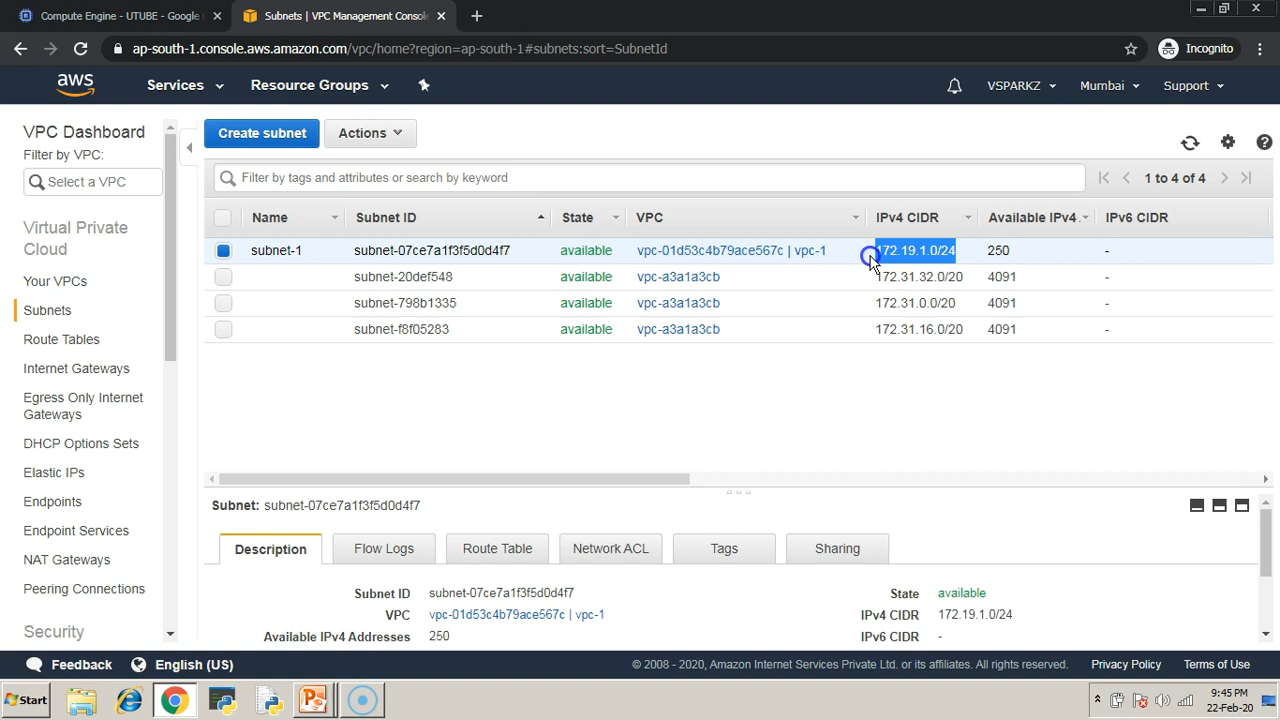 Compute Engine - UTUBE - Google
Subnets | VPC Management Conso
ap-south-1.console.aws.amazon.com/vpc/home?region=ap-south-1#subnets:sort=SubnetId
Incognito
aws
Services
Resource Groups
VSPARKZ
Mumbai
Support
VPC Dashboard
Filter by VPC:
Select a VPC
Virtual Private
Cloud
Your VPCs
Subnets
Route Tables
Internet Gateways
Egress Only Internet
Gateways
DHCP Options Sets
Elastic IPs
Endpoints
Endpoint Services
NAT Gateways
Peering Connections
Security
Create subnet
Actions
Filter by tags and attributes or search by keyword
1 to 4 of 4
Name Subnet ID State VPC IPv4 CIDR Available IPv4 IPv6 CIDR
subnet-1 subnet-07ce7a1f3f5d0d4f7 available vpc-01d53c4b79ace567c | vpc-1 172.19.1.0/24 250 -
subnet-20def548 available vpc-a3a1a3cb 172.31.32.0/20 4091 -
subnet-798b1335 available vpc-a3a1a3cb 172.31.0.0/20 4091 -
subnet-f8f05283 available vpc-a3a1a3cb 172.31.16.0/20 4091 -
Subnet: subnet-07ce7a1f3f5d0d4f7
Description Flow Logs Route Table Network ACL Tags Sharing
Subnet ID subnet-07ce7a1f3f5d0d4f7 State available
VPC vpc-01d53c4b79ace567c | vpc-1 IPv4 CIDR 172.19.1.0/24
Available IPv4 Addresses 250 IPv6 CIDR -
Feedback English (US) © 2008 - 2020, Amazon Internet Services Private Ltd. or its affiliates. All rights reserved. Privacy Policy Terms of Use
Start
9:45 PM
22-Feb-20